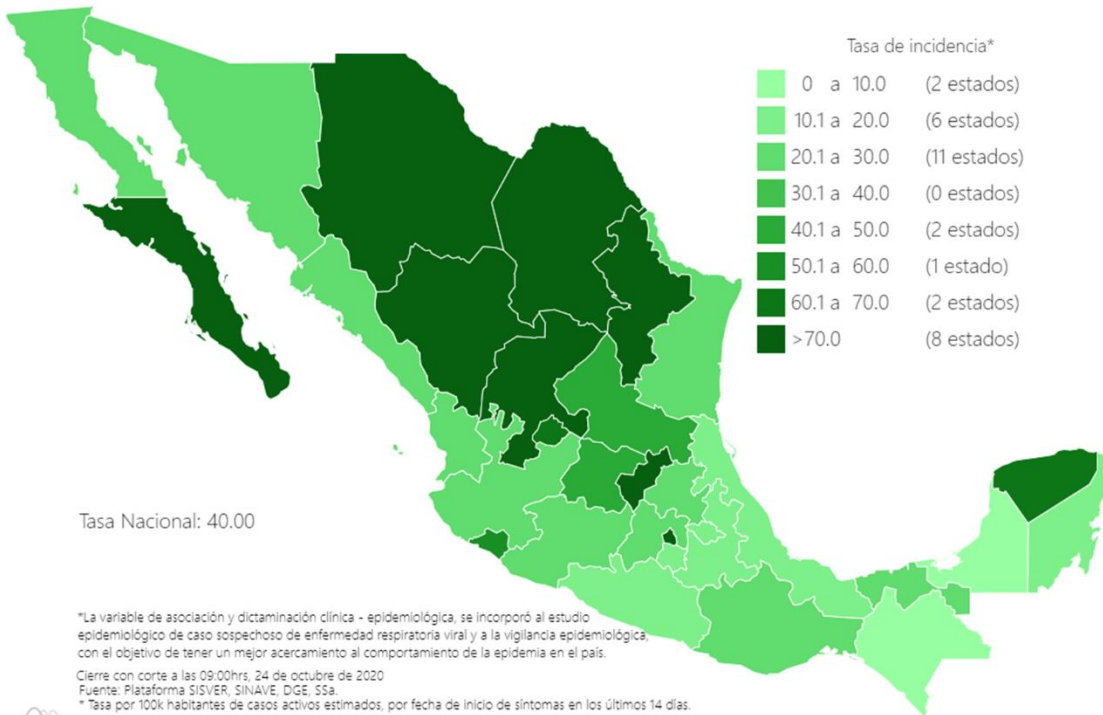 Tasa de incidencia*
0 a 10.0 (2 estados)
10.1 a 20.0 (6 estados)
20.1 a 30.0 (11 estados)
30.1 a 40.0 (0 estados)
40.1 a 50.0 (2 estados)
50.1 a 60.0 (1 estado)
60.1 a 70.0 (2 estados)
>70.0 (8 estados)
Tasa Nacional: 40.00
*La variable de asociación y dictaminación clínica - epidemiológica, se incorporó al estudio
epidemiológico de caso sospechoso de enfermedad respiratoria viral y a la vigilancia epidemiológica,
con el objetivo de tener un mejor acercamiento al comportamiento de la epidemia en el país.
Cierre con corte a las 09:00hrs, 24 de octubre de 2020
Fuente: Plataforma SISVER, SINAVE, DGE, SSa.
* Tasa por 100k habitantes de casos activos estimados, por fecha de inicio de síntomas en los últimos 14 días.